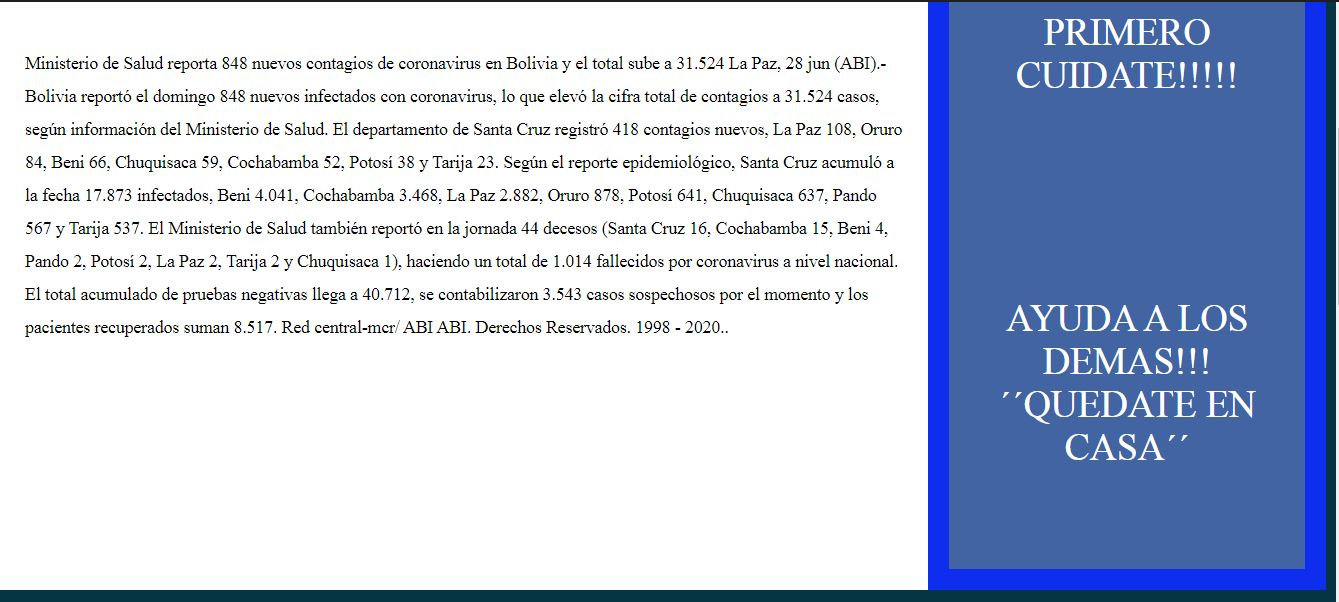 Ministerio de Salud reporta 848 nuevos contagios de coronavirus en Bolivia y el total sube a 31.524 La Paz, 28 jun (ABI).-
Bolivia reportó el domingo 848 nuevos infectados con coronavirus, lo que elevó la cifra total de contagios a 31.524 casos,
según información del Ministerio de Salud. El departamento de Santa Cruz registró 418 contagios nuevos, La Paz 108, Oruro
84, Beni 66, Chuquisaca 59, Cochabamba 52, Potosí 38 y Tarija 23. Según el reporte epidemiológico, Santa Cruz acumuló a
la fecha 17.873 infectados, Beni 4.041, Cochabamba 3.468, La Paz 2.882, Oruro 878, Potosí 641, Chuquisaca 637, Pando
567 y Tarija 537. El Ministerio de Salud también reportó en la jornada 44 decesos (Santa Cruz 16, Cochabamba 15, Beni 4,
Pando 2, Potosí 2, La Paz 2, Tarija 2 y Chuquisaca 1), haciendo un total de 1.014 fallecidos por coronavirus a nivel nacional.
El total acumulado de pruebas negativas llega a 40.712, se contabilizaron 3.543 casos sospechosos por el momento y los
pacientes recuperados suman 8.517. Red central-mcr/ ABI ABI. Derechos Reservados. 1998 - 2020..
PRIMERO
CUIDATE!!!!!
AYUDA A LOS
DEMAS!!!
´´QUEDATE EN
CASA´´